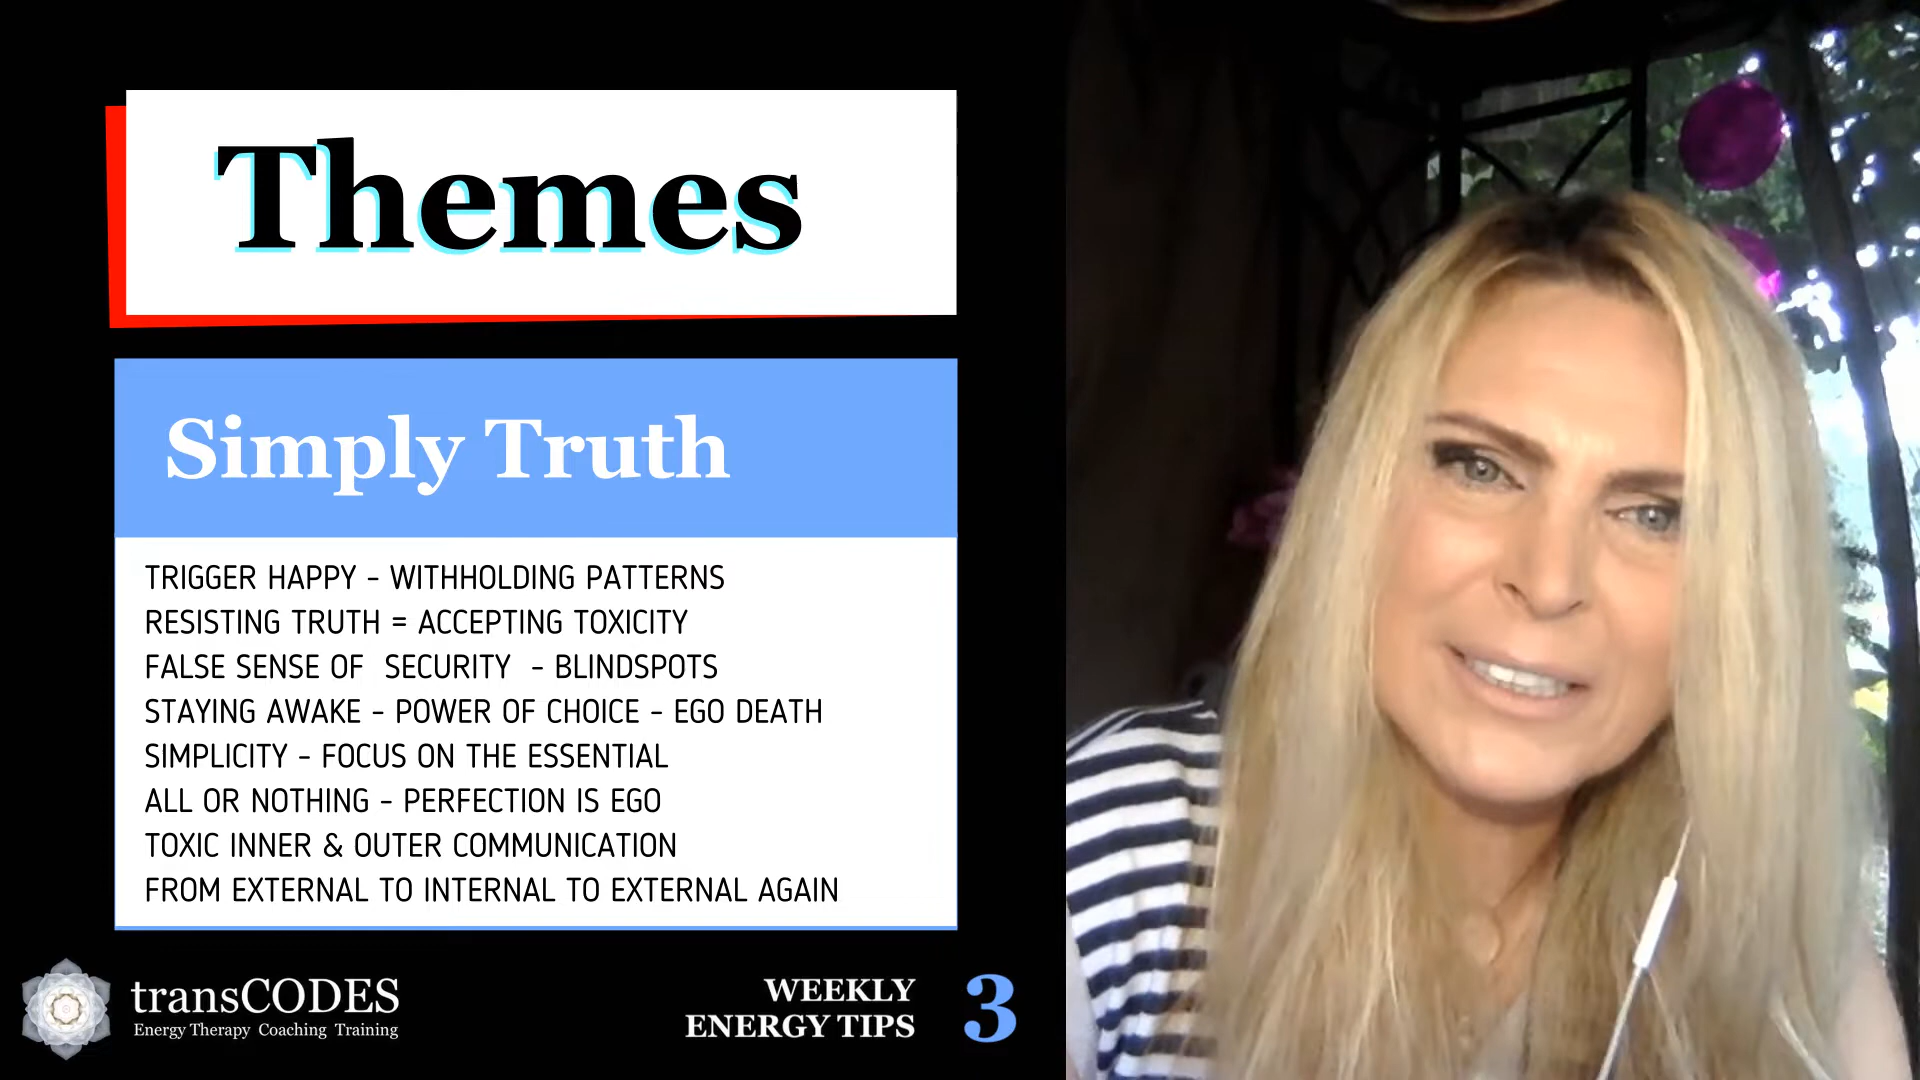 Themes
Simply Truth
TRIGGER HAPPY - WITHHOLDING PATTERNS
RESISTING TRUTH = ACCEPTING TOXICITY
FALSE SENSE OF  SECURITY  - BLINDSPOTS
STAYING AWAKE - POWER OF CHOICE - EGO DEATH
SIMPLICITY - FOCUS ON THE ESSENTIAL
ALL OR NOTHING - PERFECTION IS EGO
TOXIC INNER & OUTER COMMUNICATION
FROM EXTERNAL TO INTERNAL TO EXTERNAL AGAIN
transCODES
Energy Therapy  Coaching  Training
WEEKLY
ENERGY TIPS
3